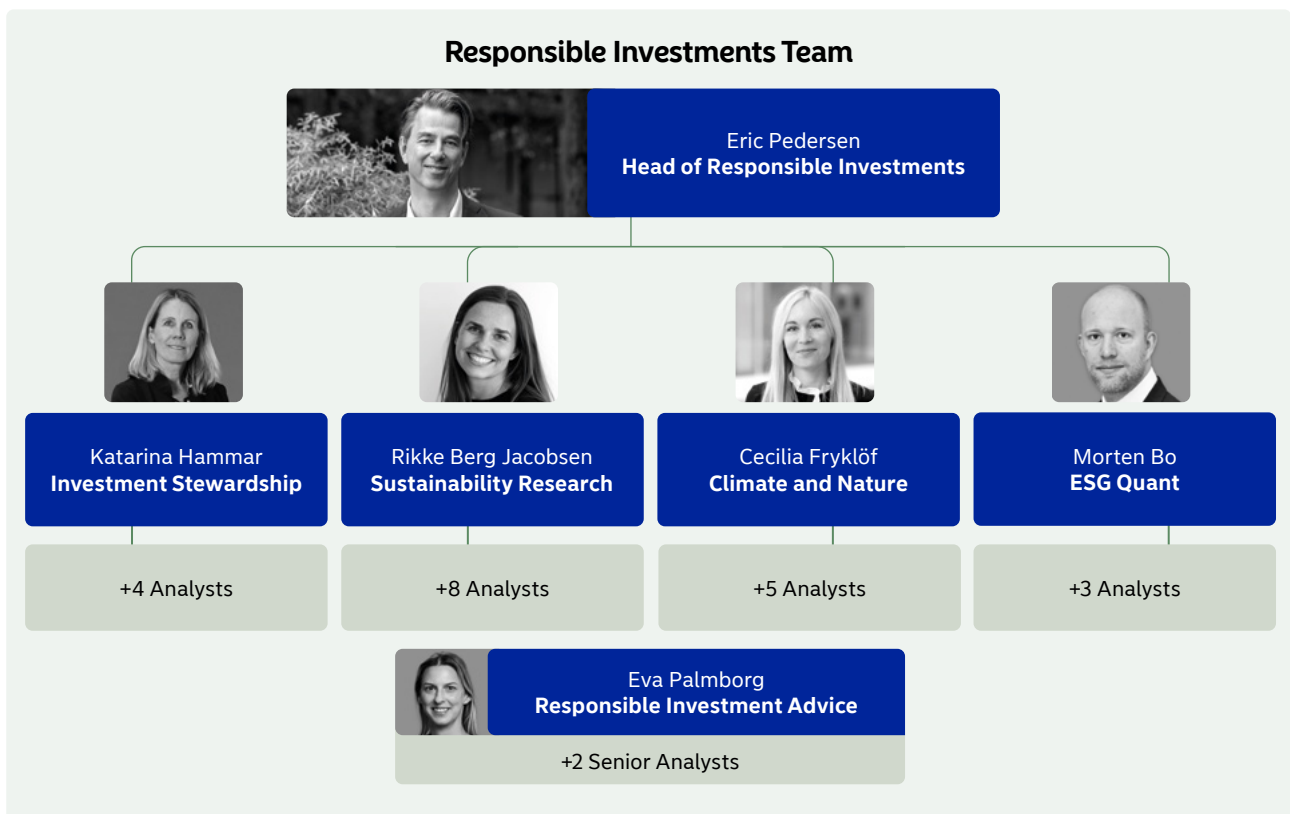 Responsible Investments Team
Eric Pedersen
Head of Responsible Investments
Katarina Hammar
Investment Stewardship
Rikke Berg Jacobsen
Sustainability Research
Cecilia Fryklöf
Climate and Nature
Morten Bo
ESG Quant
+4 Analysts
+8 Analysts
+5 Analysts
+3 Analysts
Eva Palmborg
Responsible Investment Advice
+2 Senior Analysts